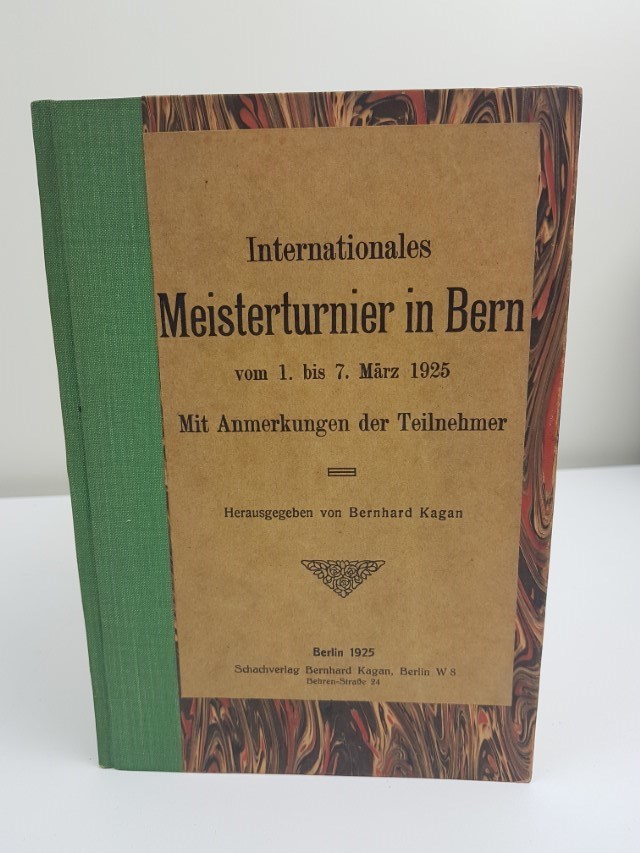 Internationales
Meisterturnier in Bern
vom 1. bis 7. März 1925
Mit Anmerkungen der Teilnehmer
Herausgegeben von Bernhard Kagan
Berlin 1925
Schachverlag Bernhard Kagan, Berlin W 8
Behren-Straße 24